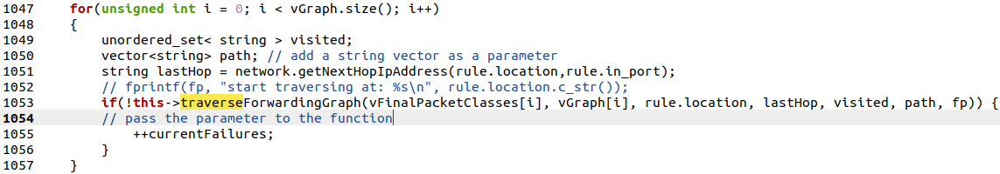 1047    for(unsigned int i = 0; i < vGraph.size(); i++)
1048    {
1049        unordered_set< string > visited;
1050        vector<string> path; // add a string vector as a parameter
1051        string lastHop = network.getNextHopIpAddress(rule.location,rule.in_port);
1052        // fprintf(fp, "start traversing at: %s\n", rule.location.c_str());
1053        if(!this->traverseForwardingGraph(vFinalPacketClasses[i], vGraph[i], rule.location, lastHop, visited, path, fp)) {
1054        // pass the parameter to the function
1055            ++currentFailures;
1056        }
1057    }